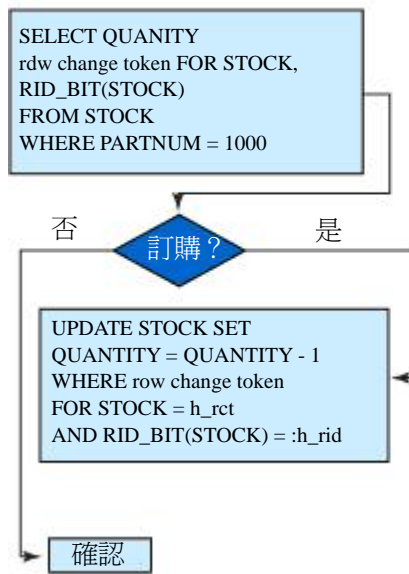 SELECT QUANITY
rdw change token FOR STOCK,
RID_BIT(STOCK)
FROM STOCK
WHERE PARTNUM = 1000
否
訂購？
是
UPDATE STOCK SET
QUANTITY = QUANTITY - 1
WHERE row change token
FOR STOCK = h_rct
AND RID_BIT(STOCK) = :h_rid
確認